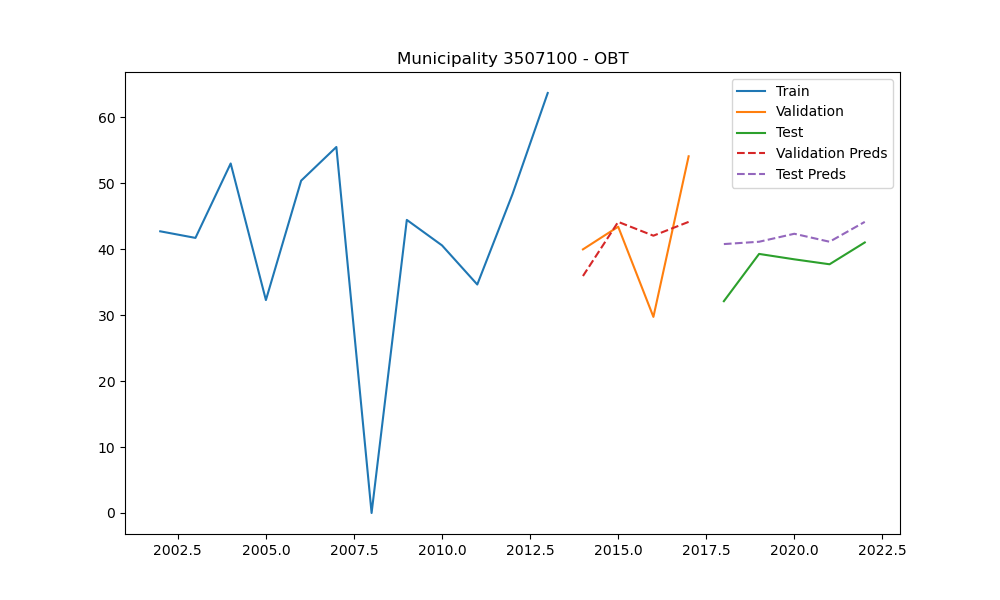 Municipality 3507100 - OBT
Train
Validation
Test
Validation Preds
Test Preds
60
50
40
30
20
10
0
2002.5 2005.0 2007.5 2010.0 2012.5 2015.0 2017.5 2020.0 2022.5